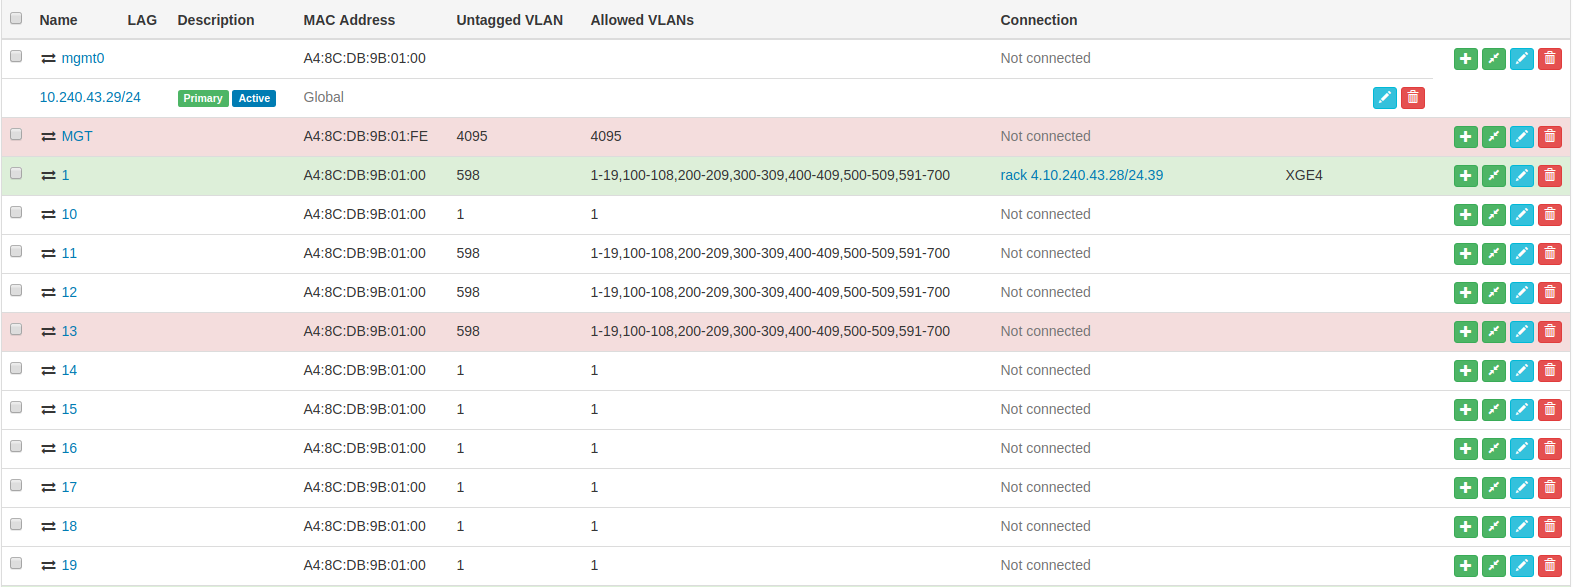 Name LAG Description MAC Address Untagged VLAN Allowed VLANs Connection
mgmt0 A4:8C:DB:9B:01:00 Not connected
10.240.43.29/24 Primary Active Global
MGT A4:8C:DB:9B:01:FE 4095 4095 Not connected
1 A4:8C:DB:9B:01:00 598 1-19,100-108,200-209,300-309,400-409,500-509,591-700 rack 4.10.240.43.28/24.39 XGE4
10 A4:8C:DB:9B:01:00 1 1 Not connected
11 A4:8C:DB:9B:01:00 598 1-19,100-108,200-209,300-309,400-409,500-509,591-700 Not connected
12 A4:8C:DB:9B:01:00 598 1-19,100-108,200-209,300-309,400-409,500-509,591-700 Not connected
13 A4:8C:DB:9B:01:00 598 1-19,100-108,200-209,300-309,400-409,500-509,591-700 Not connected
14 A4:8C:DB:9B:01:00 1 1 Not connected
15 A4:8C:DB:9B:01:00 1 1 Not connected
16 A4:8C:DB:9B:01:00 1 1 Not connected
17 A4:8C:DB:9B:01:00 1 1 Not connected
18 A4:8C:DB:9B:01:00 1 1 Not connected
19 A4:8C:DB:9B:01:00 1 1 Not connected